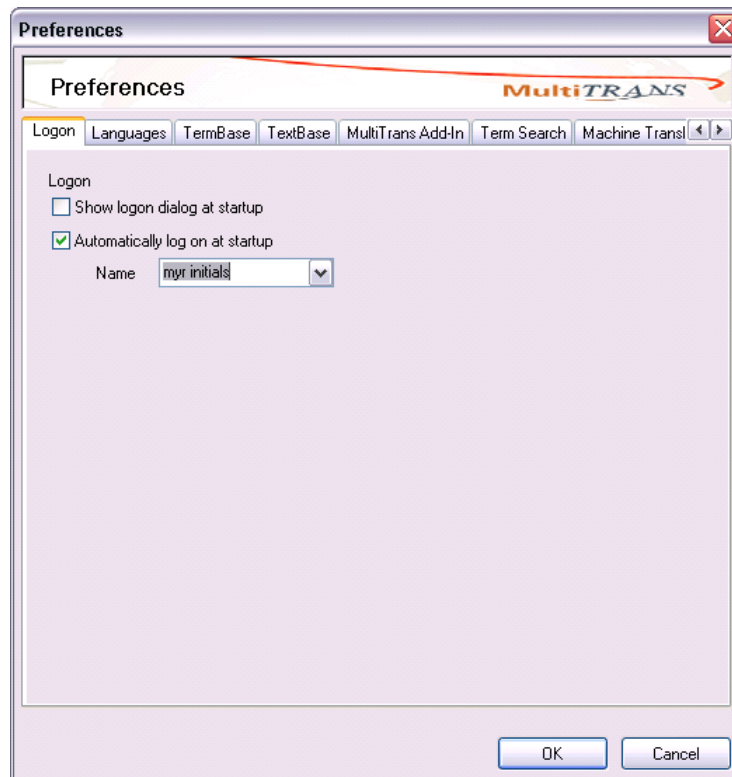 Preferences
Preferences MultiTRANS
Logon Languages TermBase TextBase MultiTrans Add-In Term Search Machine Transl
Logon
Show logon dialog at startup
Automatically log on at startup
Name myr initials
OK Cancel